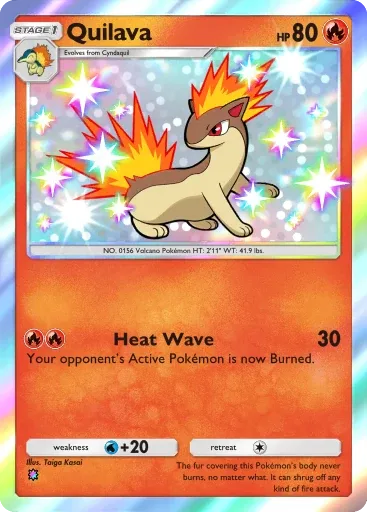 STAGE 1 Quilava HP 80
Evolves from Cyndaquil
NO. 0156 Volcano Pokémon HT: 2'11" WT: 41.9 lbs.
Heat Wave 30
Your opponent's Active Pokémon is now Burned.
weakness +20 retreat
Illus. Taiga Kasai
The fur covering this Pokémon's body never
burns, no matter what. It can shrug off any
kind of fire attack.